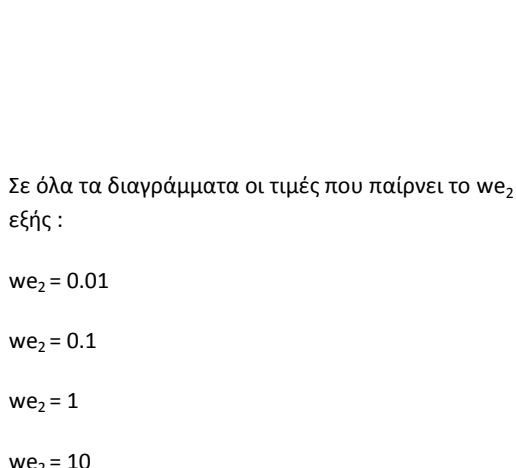 Σε όλα τα διαγράμματα οι τιμές που παίρνει το we₂
εξής :
we₂ = 0.01
we₂ = 0.1
we₂ = 1
we₂ = 10